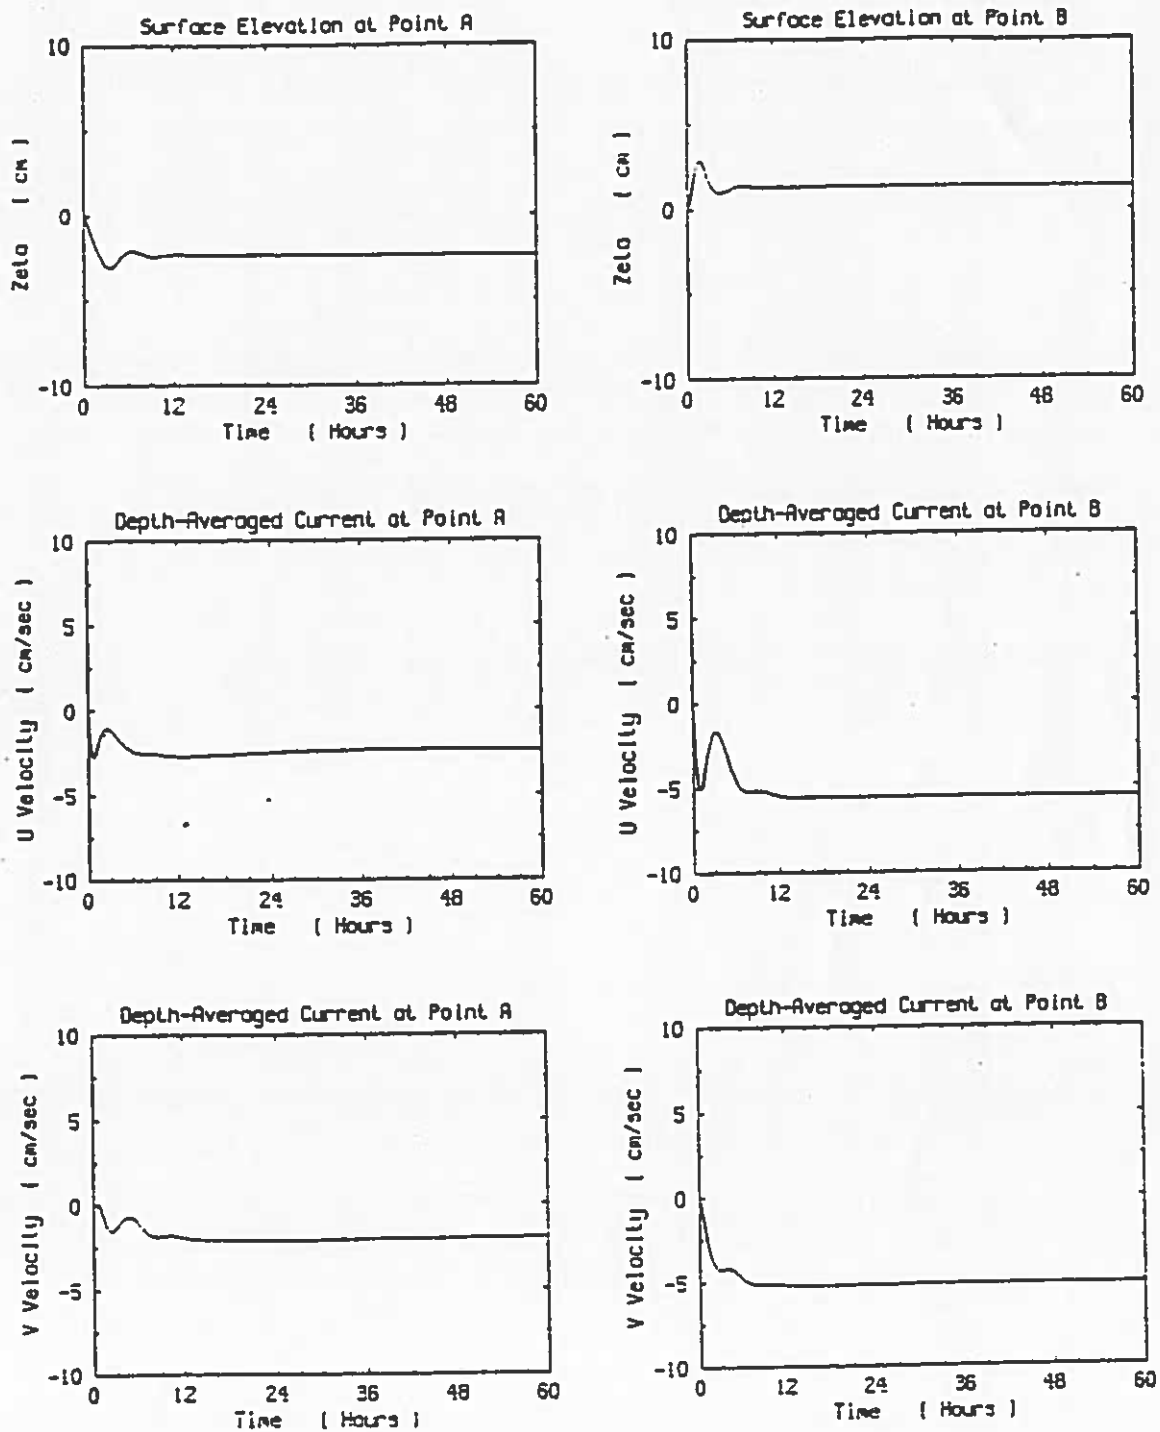 Surface Elevation at Point A
10
0
-10
Zeta ( cm )
0 12 24 36 48 60
Time ( Hours )
Surface Elevation at Point B
10
0
-10
Zeta ( cm )
0 12 24 36 48 60
Time ( Hours )
Depth-Averaged Current at Point A
10
5
0
-5
-10
U Velocity ( cm/sec )
0 12 24 36 48 60
Time ( Hours )
Depth-Averaged Current at Point B
10
5
0
-5
-10
U Velocity ( cm/sec )
0 12 24 36 48 60
Time ( Hours )
Depth-Averaged Current at Point A
10
5
0
-5
-10
V Velocity ( cm/sec )
0 12 24 36 48 60
Time ( Hours )
Depth-Averaged Current at Point B
10
5
0
-5
-10
V Velocity ( cm/sec )
0 12 24 36 48 60
Time ( Hours )